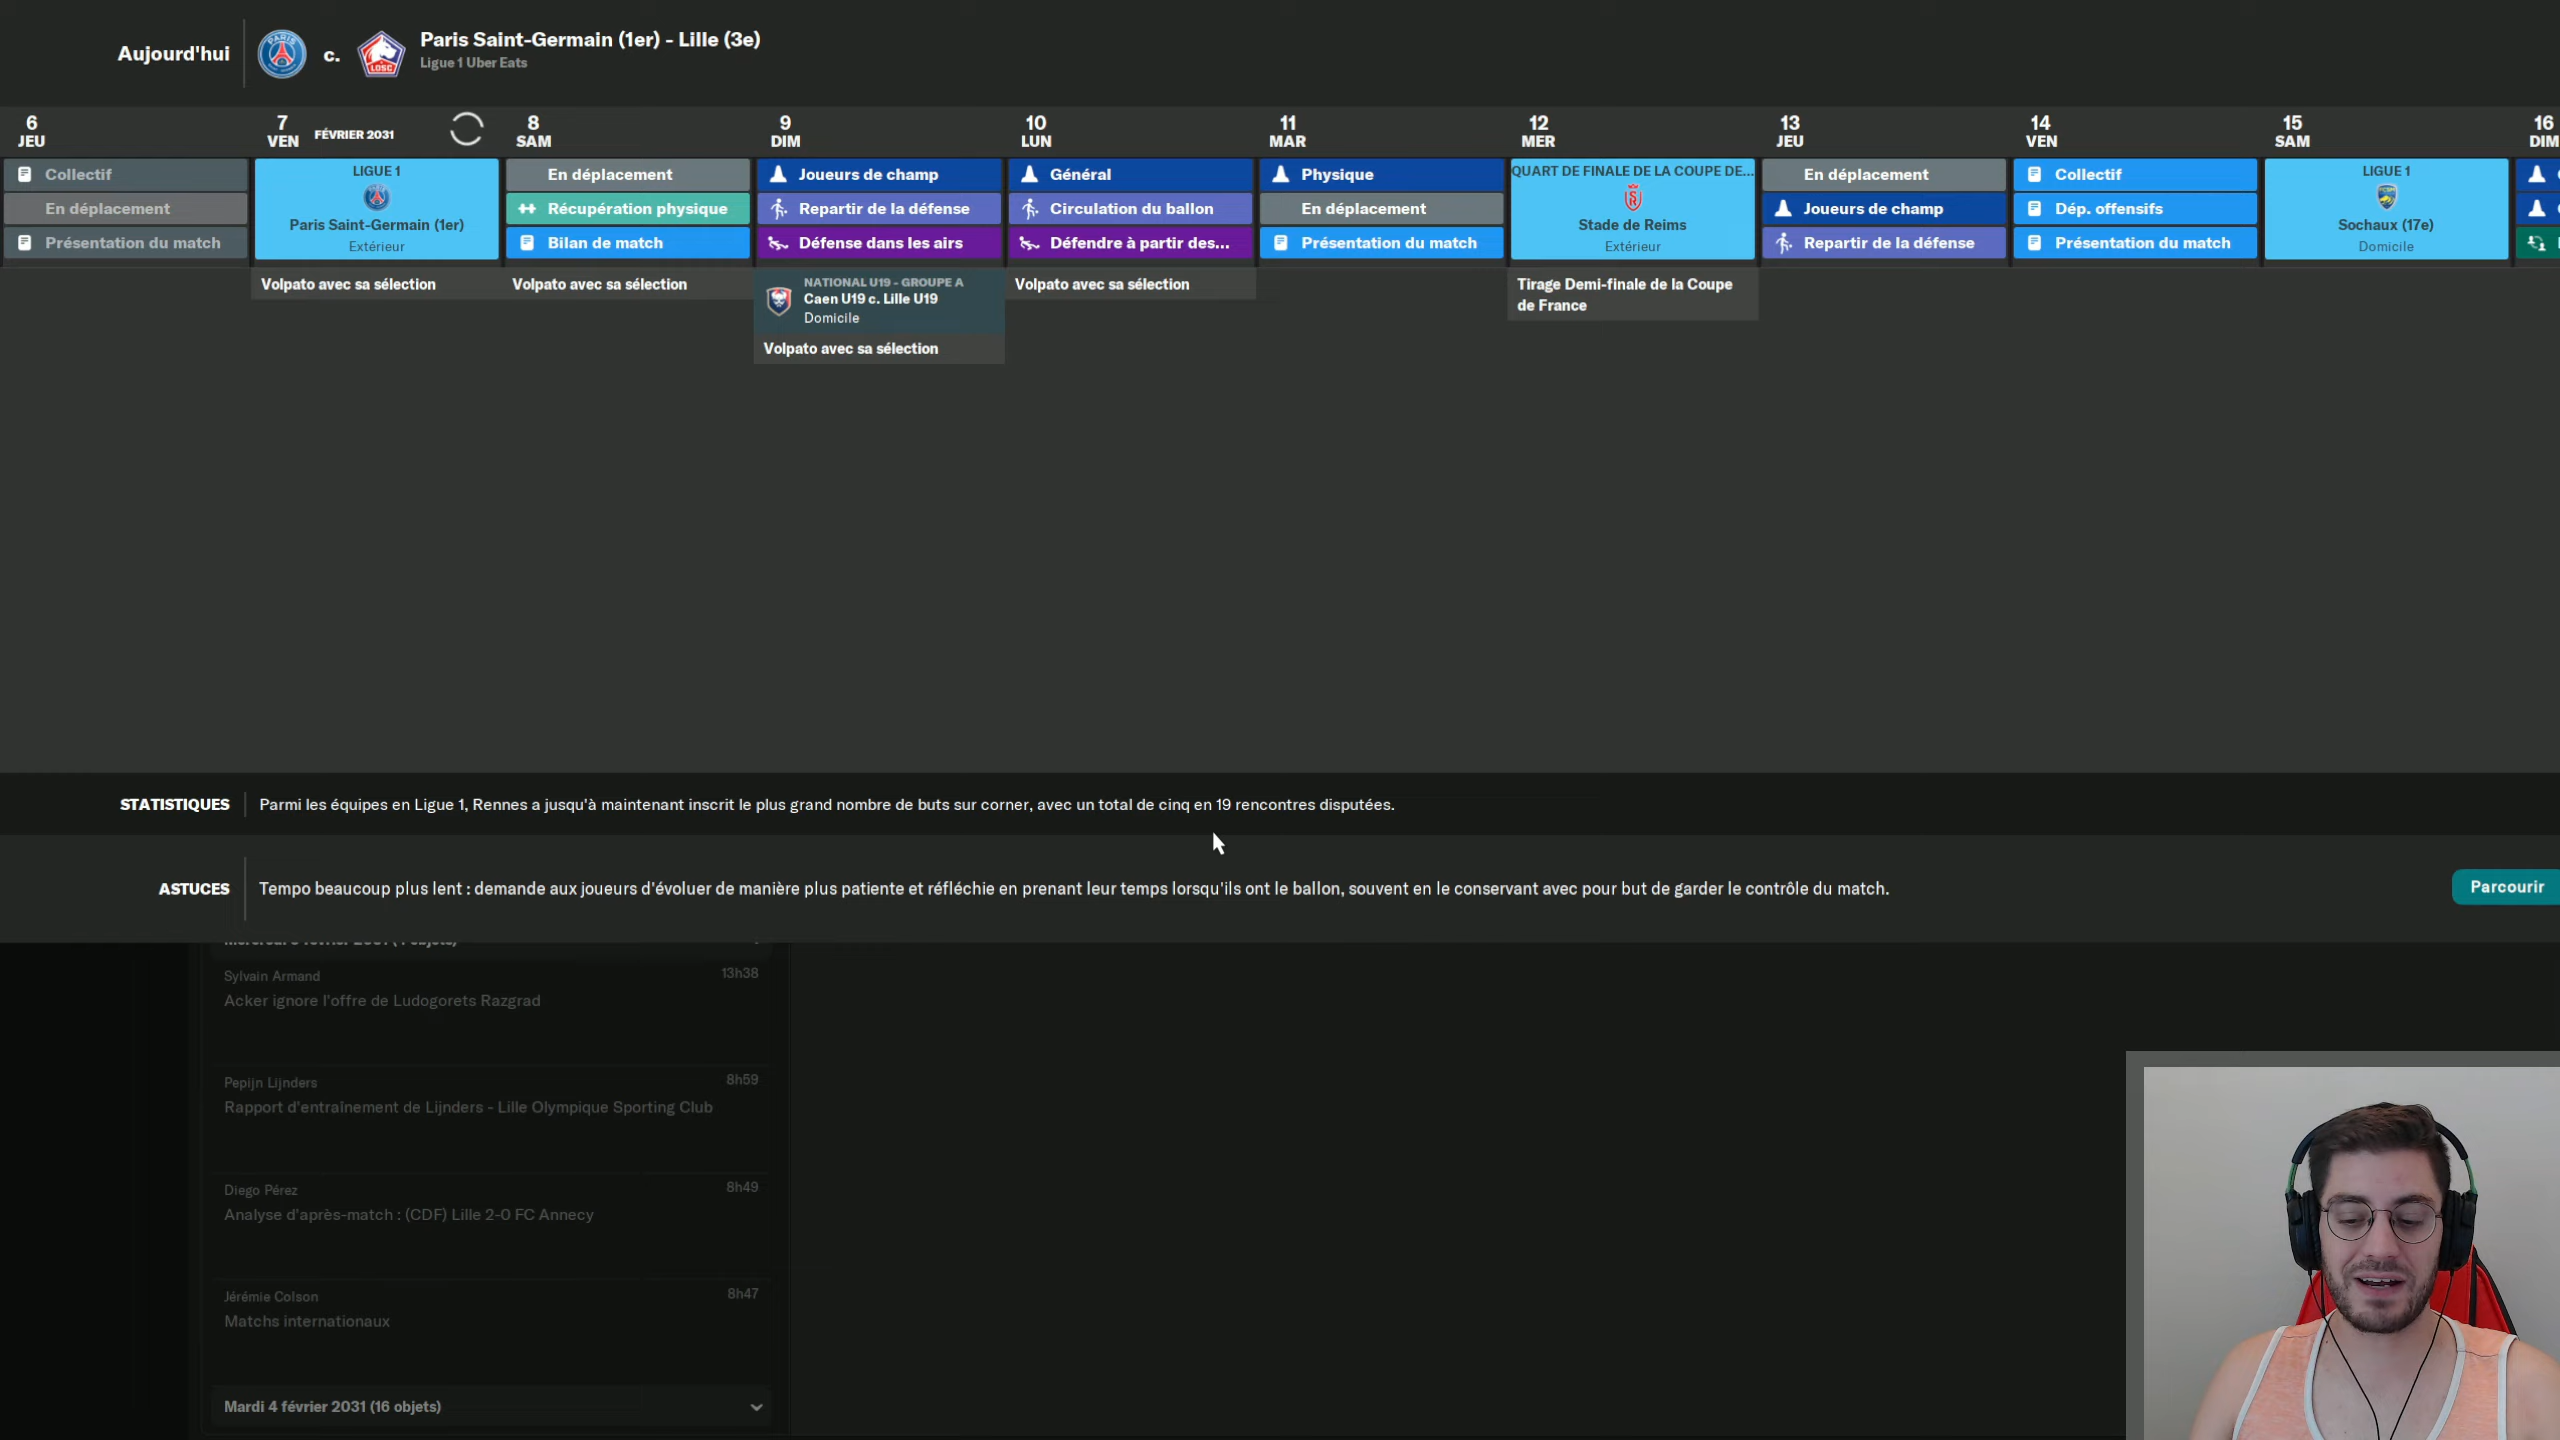 Aujourd'hui
c.
Paris Saint-Germain (1er) - Lille (3e)
Ligue 1 Uber Eats
6
JEU
Collectif
En déplacement
Présentation du match
7
VEN
FÉVRIER 2031
LIGUE 1
Paris Saint-Germain (1er)
Extérieur
Volpato avec sa sélection
8
SAM
En déplacement
Récupération physique
Bilan de match
Volpato avec sa sélection
9
DIM
Joueurs de champ
Repartir de la défense
Défense dans les airs
NATIONAL U19 - GROUPE A
Caen U19 c. Lille U19
Domicile
Volpato avec sa sélection
10
LUN
Général
Circulation du ballon
Défendre à partir des...
Volpato avec sa sélection
11
MAR
Physique
En déplacement
Présentation du match
12
MER
QUART DE FINALE DE LA COUPE DE...
Stade de Reims
Extérieur
Tirage Demi-finale de la Coupe
de France
13
JEU
En déplacement
Joueurs de champ
Repartir de la défense
14
VEN
Collectif
Dép. offensifs
Présentation du match
15
SAM
LIGUE 1
Sochaux (17e)
Domicile
16
DIM
STATISTIQUES
Parmi les équipes en Ligue 1, Rennes a jusqu'à maintenant inscrit le plus grand nombre de buts sur corner, avec un total de cinq en 19 rencontres disputées.
ASTUCES
Tempo beaucoup plus lent : demande aux joueurs d'évoluer de manière plus patiente et réfléchie en prenant leur temps lorsqu'ils ont le ballon, souvent en le conservant avec pour but de garder le contrôle du match.
Parcourir
Sylvain Armand
13h38
Acker ignore l'offre de Ludogorets Razgrad
Pepijn Lijnders
8h59
Rapport d'entraînement de Lijnders - Lille Olympique Sporting Club
Diego Pérez
8h49
Analyse d'après-match : (CDF) Lille 2-0 FC Annecy
Jérémie Colson
8h47
Matchs internationaux
Mardi 4 février 2031 (16 objets)